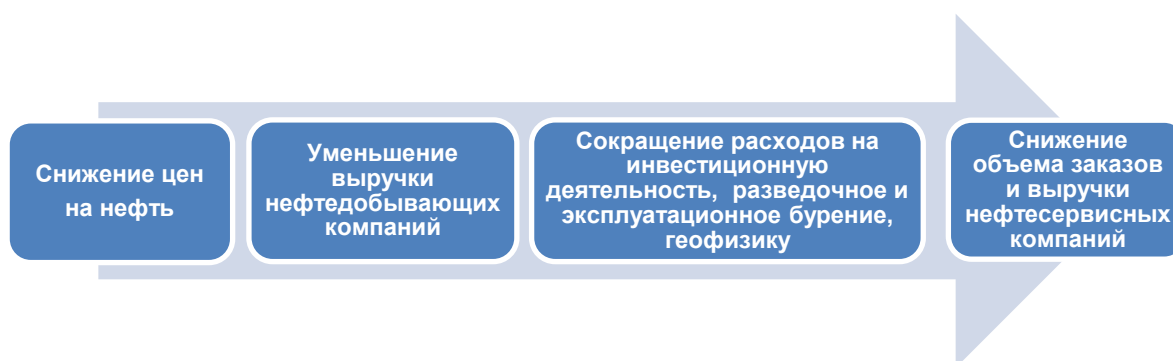 Снижение цен
на нефть
Уменьшение
выручки
нефтедобывающих
компаний
Сокращение расходов на
инвестиционную
деятельность, разведочное и
эксплуатационное бурение,
геофизику
Снижение
объема заказов
и выручки
нефтесервисных
компаний